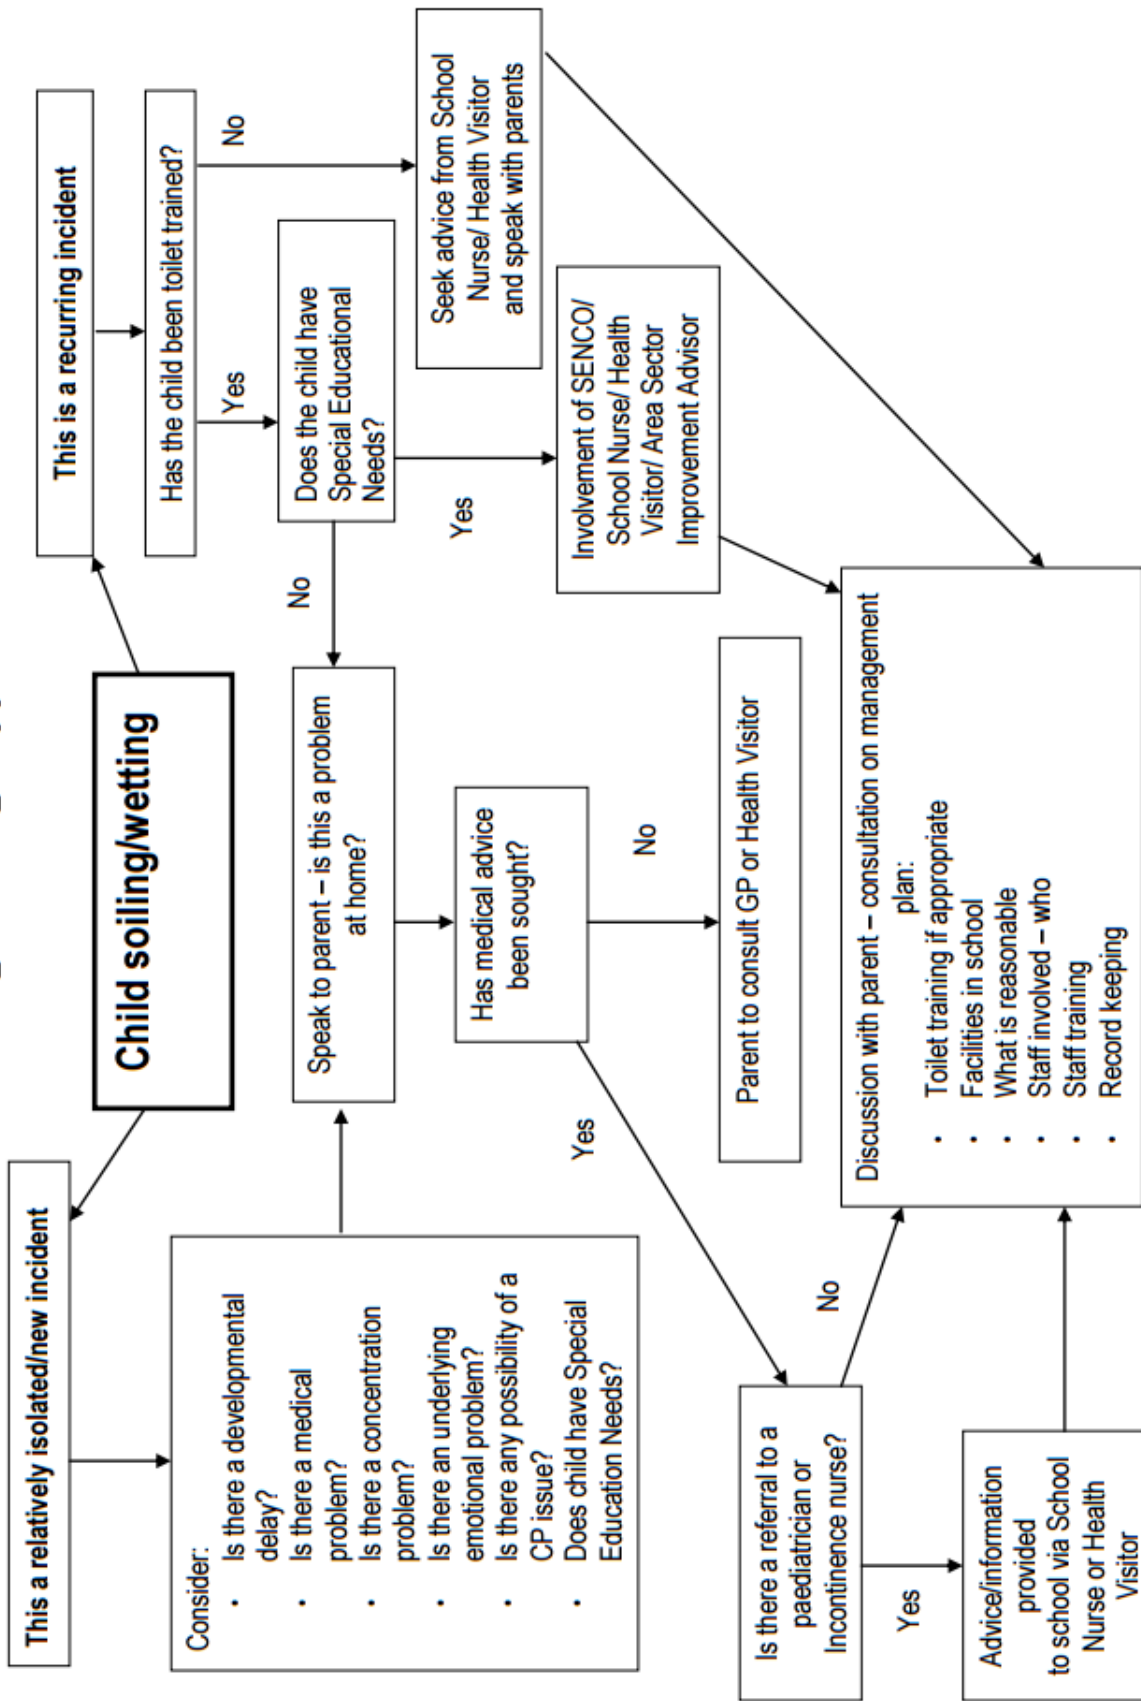 Child soiling/wetting
This a relatively isolated/new incident
This is a recurring incident
Has the child been toilet trained?
Yes
No
Consider:
• Is there a developmental
delay?
• Is there a medical
problem?
• Is there a concentration
problem?
• Is there an underlying
emotional problem?
• Is there any possibility of a
CP issue?
• Does child have Special
Education Needs?
Speak to parent – is this a problem
at home?
No
Does the child have
Special Educational
Needs?
Yes
Seek advice from School
Nurse/ Health Visitor
and speak with parents
Has medical advice
been sought?
Yes
No
Involvement of SENCO/
School Nurse/ Health
Visitor/ Area Sector
Improvement Advisor
Parent to consult GP or Health Visitor
Is there a referral to a
paediatrician or
Incontinence nurse?
No
Yes
Discussion with parent – consultation on management
plan:
• Toilet training if appropriate
• Facilities in school
• What is reasonable
• Staff involved – who
• Staff training
• Record keeping
Advice/information
provided
to school via School
Nurse or Health
Visitor